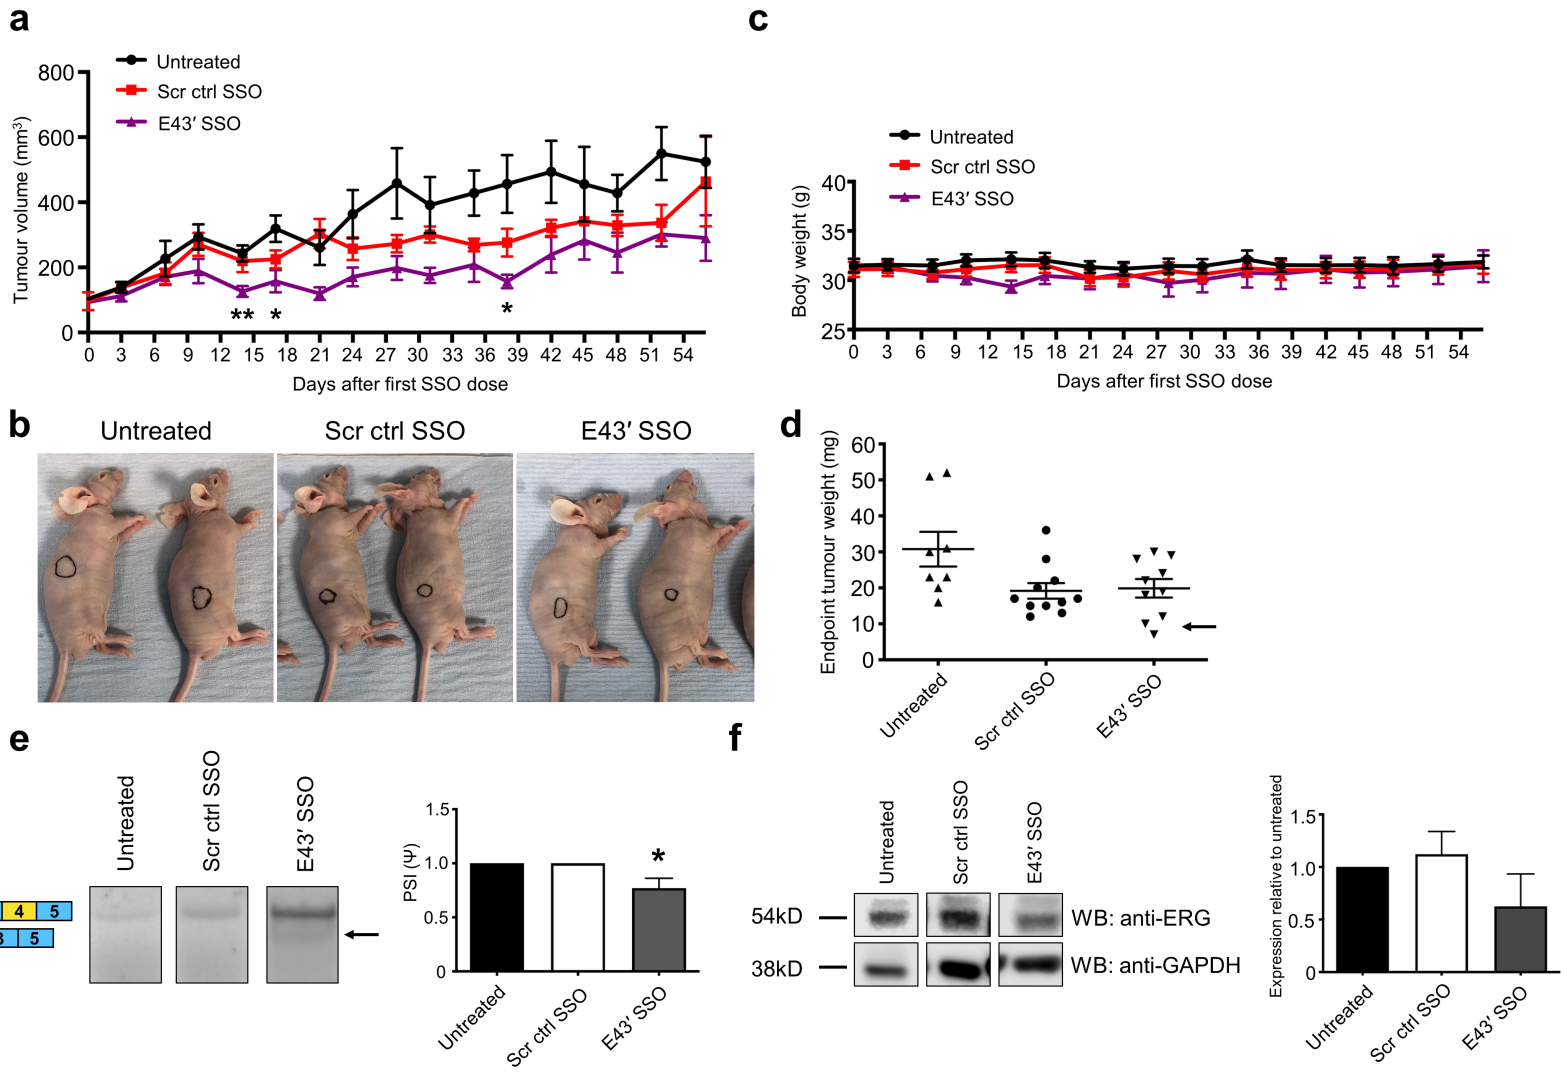 a
Untreated
Scr ctrl SSO
E43′ SSO
Tumour volume (mm³)
800
600
400
200
0
** * *
0 3 6 9 12 15 18 21 24 27 30 33 36 39 42 45 48 51 54
Days after first SSO dose
c
Untreated
Scr ctrl SSO
E43′ SSO
Body weight (g)
40
35
30
25
0 3 6 9 12 15 18 21 24 27 30 33 36 39 42 45 48 51 54
Days after first SSO dose
b
Untreated Scr ctrl SSO E43′ SSO
d
Endpoint tumour weight (mg)
60
50
40
30
20
10
0
Untreated
Scr ctrl SSO
E43′ SSO
e
Untreated
Scr ctrl SSO
E43′ SSO
4 5
3 5
PSI (Ψ)
1.5
1.0
0.5
0
*
Untreated
Scr ctrl SSO
E43′ SSO
f
Untreated
Scr ctrl SSO
E43′ SSO
54kD WB: anti-ERG
38kD WB: anti-GAPDH
Expression relative to untreated
1.5
1.0
0.5
0
Untreated
Scr ctrl SSO
E43′ SSO